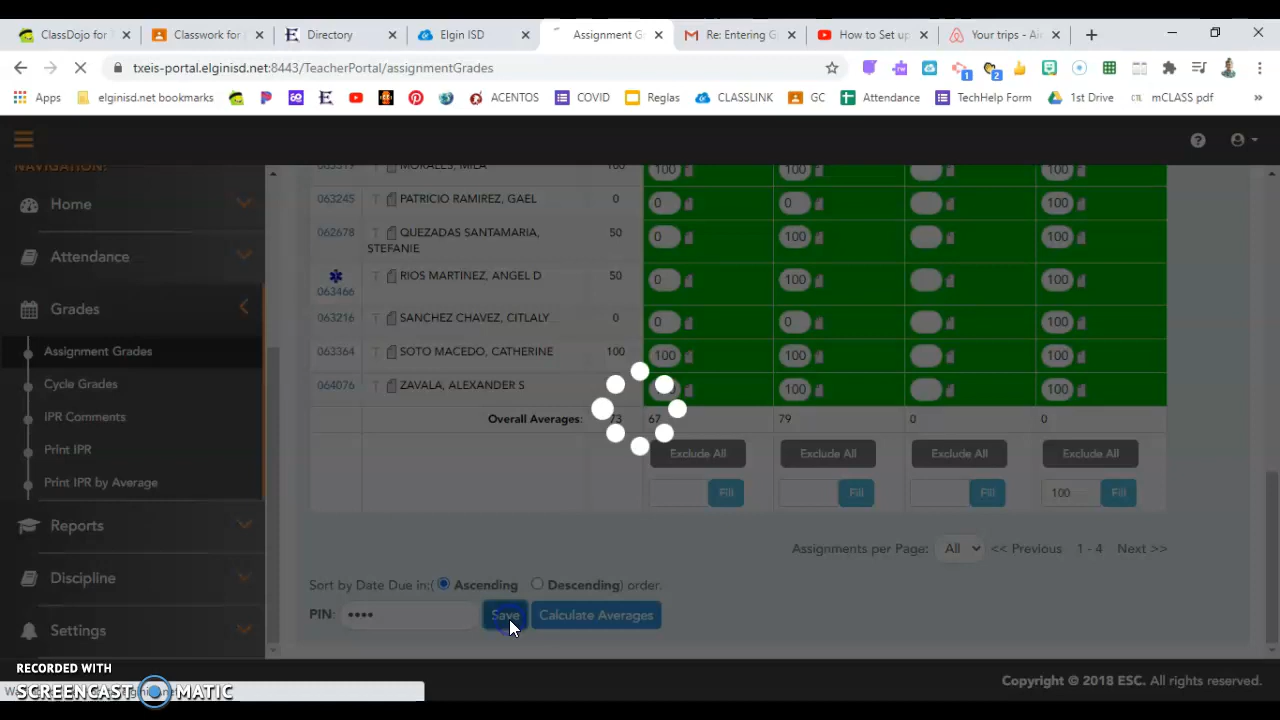 ClassDojo for
Classwork for
Directory
Elgin ISD
Assignment G
Re: Entering G
How to Set up
Your trips - Ai
txeis-portal.elginisd.net:8443/TeacherPortal/assignmentGrades
1
2
Apps
elginisd.net bookmarks
ACENTOS
COVID
Reglas
CLASSLINK
GC
Attendance
TechHelp Form
1st Drive
CTL mCLASS pdf
»
NAVIGATION:
Home
Attendance
Grades
Assignment Grades
Cycle Grades
IPR Comments
Print IPR
Print IPR by Average
Reports
Discipline
Settings
063319 MORALES, MILA 100 100 100 100
063245 T PATRICIO RAMIREZ, GAEL 0 0 0 100
062678 T QUEZADAS SANTAMARIA, STEFANIE 50 0 100 100
063466 T RIOS MARTINEZ, ANGEL D 50 0 100 100
063216 T SANCHEZ CHAVEZ, CITLALY 0 0 0 100
063364 T SOTO MACEDO, CATHERINE 100 100 100 100
064076 T ZAVALA, ALEXANDER S 100 100
Overall Averages: 73 67 79 0 0
Exclude All Exclude All Exclude All Exclude All
Fill Fill Fill 100 Fill
Assignments per Page: All << Previous 1 - 4 Next >>
Sort by Date Due in:( Ascending Descending) order.
PIN: •••• Save Calculate Averages
RECORDED WITH
SCREENCAST MATIC
Copyright © 2018 ESC. All rights reserved.